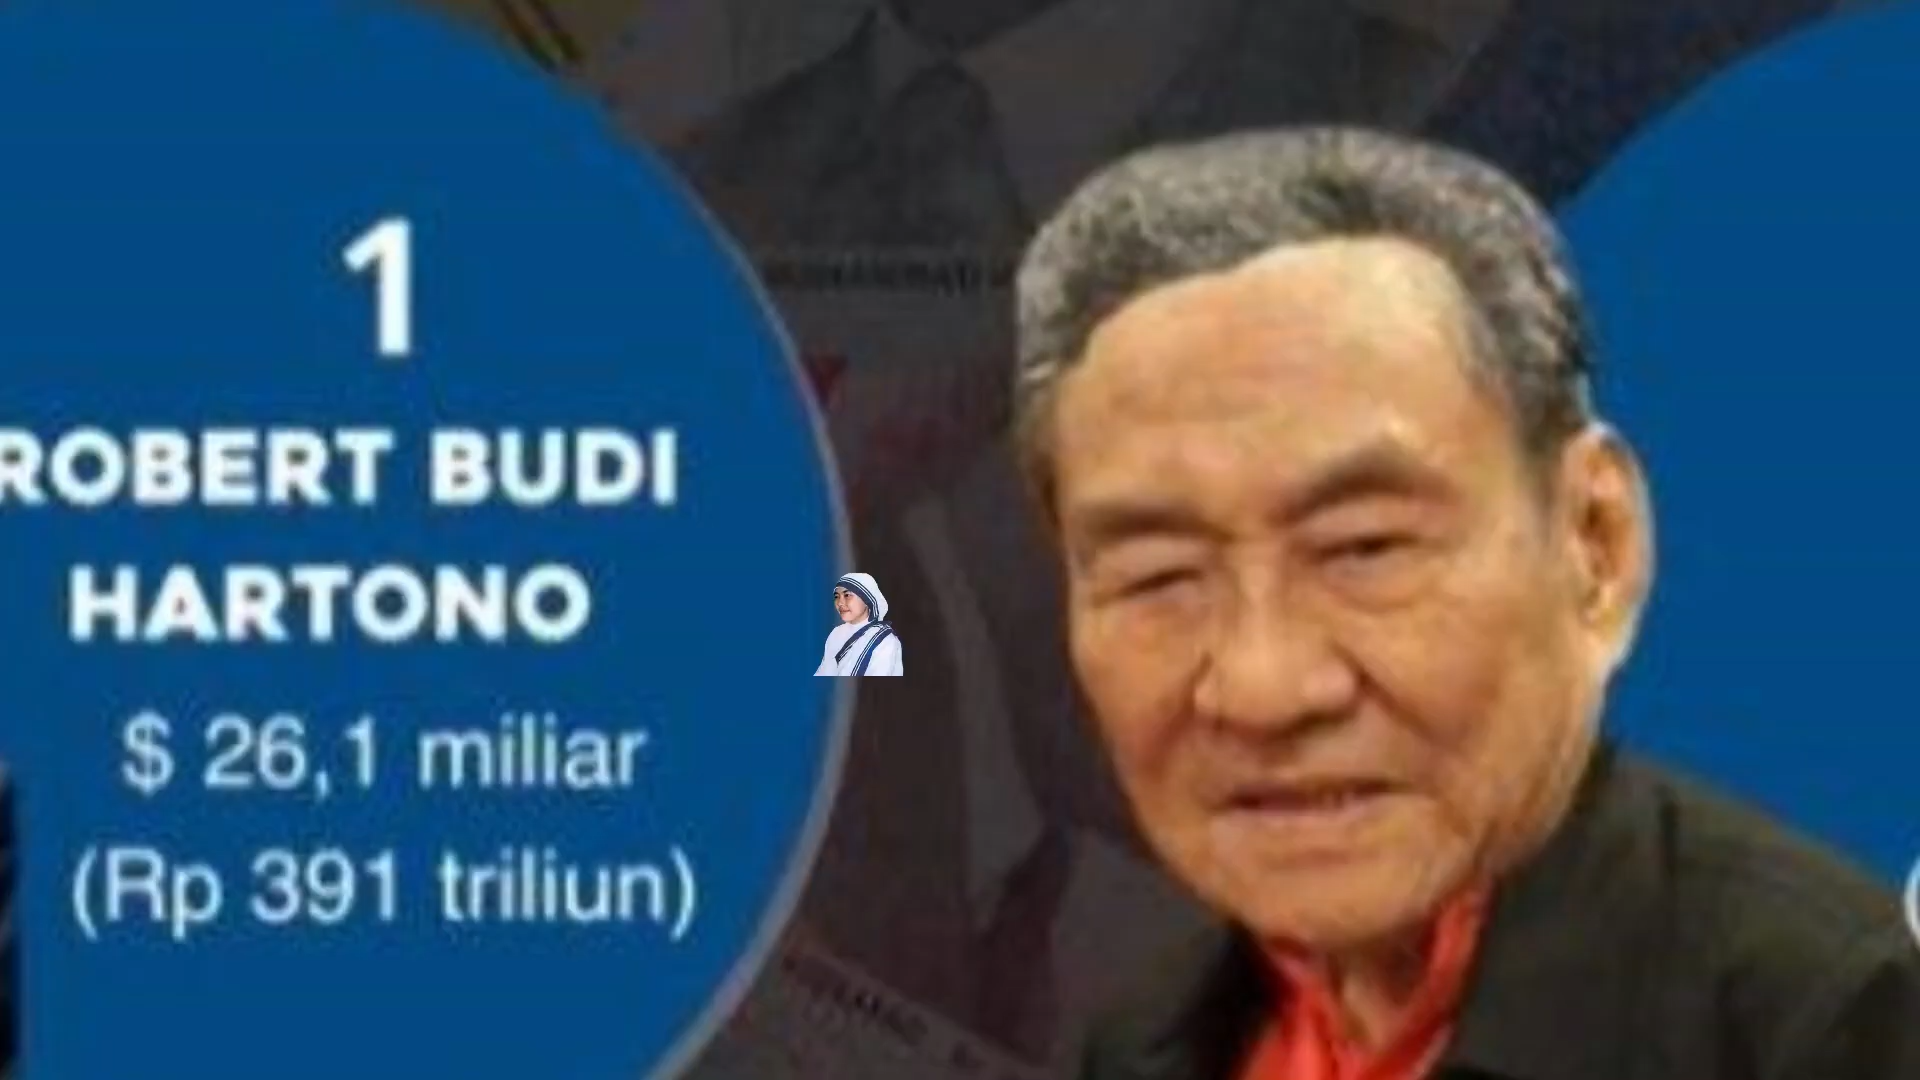 1
ROBERT BUDI
HARTONO
$ 26,1 miliar
(Rp 391 triliun)